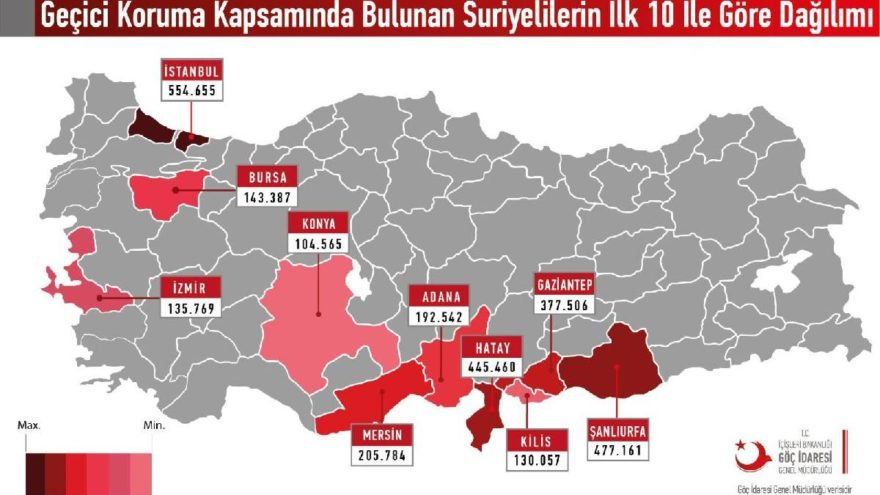 Geçici Koruma Kapsamında Bulunan Suriyelilerin İlk 10 İle Göre Dağılımı
İSTANBUL
554.655
BURSA
143.387
KONYA
104.565
İZMİR
135.769
ADANA
192.542
GAZİANTEP
377.506
HATAY
445.460
MERSİN
205.784
KİLİS
130.057
ŞANLIURFA
477.161
Max.
Min.
T.C.
İÇİŞLERİ BAKANLIĞI
GÖÇ İDARESİ
GENEL MÜDÜRLÜĞÜ
Göç İdaresi Genel Müdürlüğü verisidir